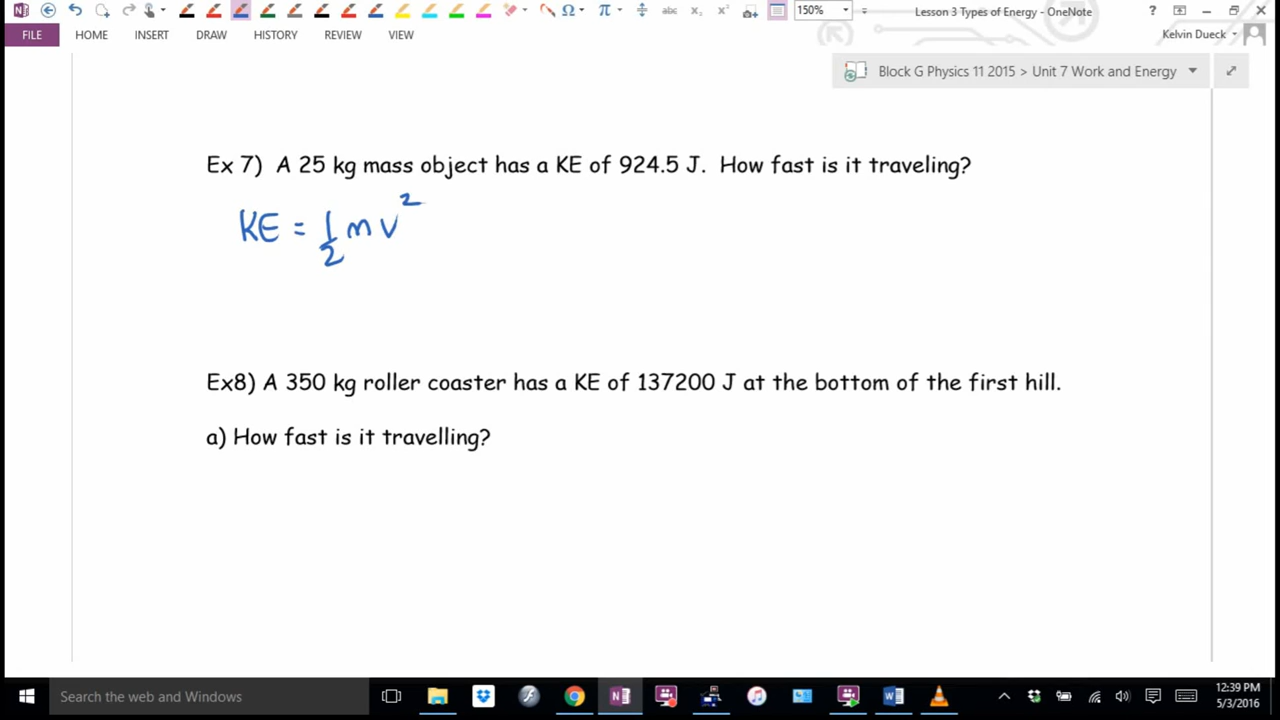 150%
Lesson 3 Types of Energy - OneNote
?
FILE HOME INSERT DRAW HISTORY REVIEW VIEW
Kelvin Dueck
Block G Physics 11 2015 > Unit 7 Work and Energy
Ex 7) A 25 kg mass object has a KE of 924.5 J. How fast is it traveling?
KE = 1/2 mv²
Ex8) A 350 kg roller coaster has a KE of 137200 J at the bottom of the first hill.
a) How fast is it travelling?
Search the web and Windows
12:39 PM
5/3/2016